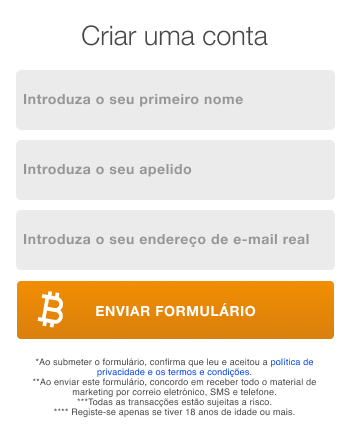 Criar uma conta
Introduza o seu primeiro nome
Introduza o seu apelido
Introduza o seu endereço de e-mail real
ENVIAR FORMULÁRIO
*Ao submeter o formulário, confirma que leu e aceitou a política de
privacidade e os termos e condições.
**Ao enviar este formulário, concordo em receber todo o material de
marketing por correio eletrónico, SMS e telefone.
***Todas as transacções estão sujeitas a risco.
**** Registe-se apenas se tiver 18 anos de idade ou mais.